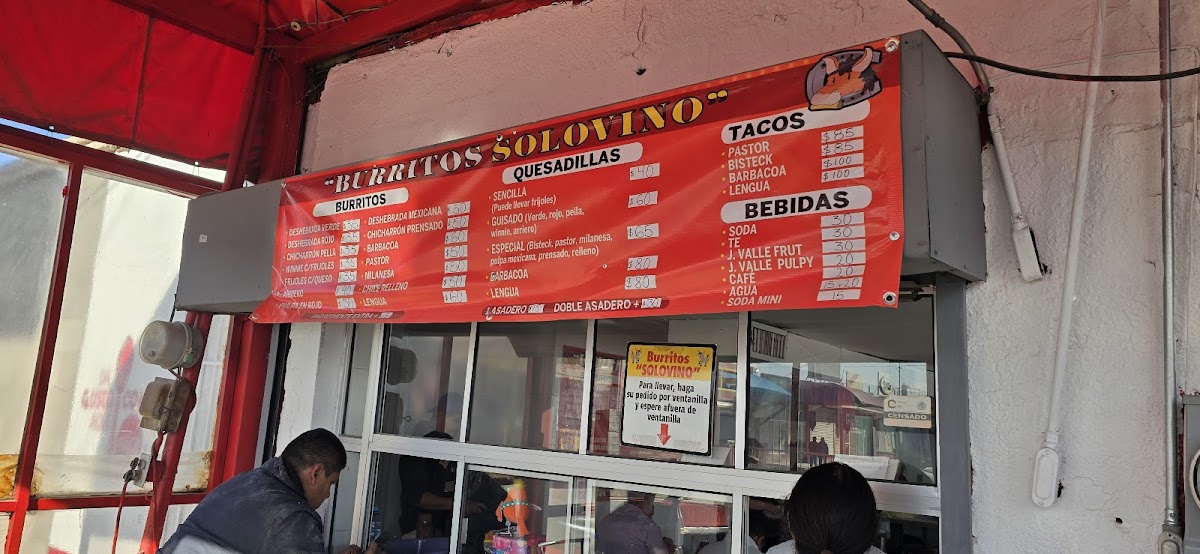 "BURRITOS SOLOVINO"
BURRITOS
DESHEBRADA VERDE
DESHEBRADA ROJO
CHICHARRÓN PELLA
WINNIE C/FRIJOLES
FRIJOLES C/QUESO
ARRIERO
DESHEBRADA MEXICANA
CHICHARRÓN PRENSADO
BARBACOA
PASTOR
MILANESA
CHILE RELLENO
LENGUA
QUESADILLAS
SENCILLA $40
(Puede llevar frijoles)
GUISADO (Verde, rojo, pella, $60
winnie, arriero)
ESPECIAL (Bisteck, pastor, milanesa, $65
pulpa mexicana, prensado, relleno)
BARBACOA $80
LENGUA $80
ASADERO
DOBLE ASADERO + $30
TACOS
PASTOR $85
BISTECK $85
BARBACOA $100
LENGUA $100
BEBIDAS
SODA 30
TE 30
J. VALLE FRUT 30
J. VALLE PULPY 30
CAFÉ 20
AGUA 15 Y 20
SODA MINI 15
Burritos
"SOLOVINO"
Para llevar, haga
su pedido por ventanilla
y espere afuera de
ventanilla
CENSADO